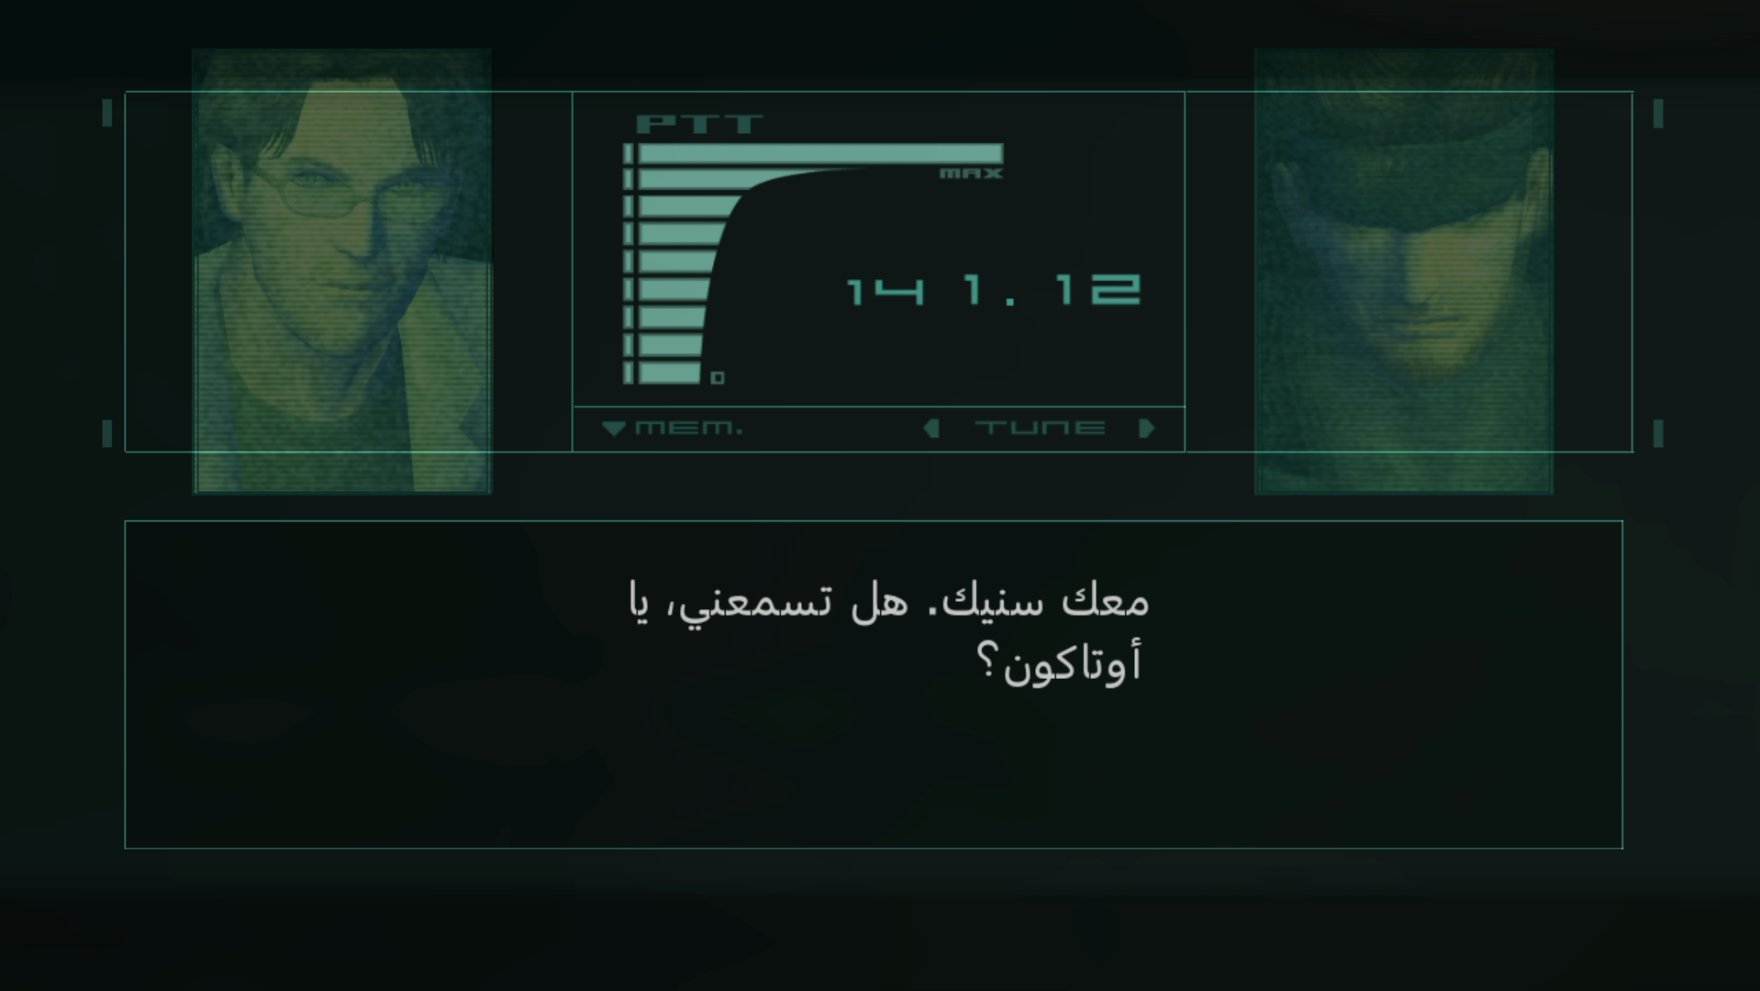 PTT
MAX
141.12
0
MEM.
TUNE
معك سنيك. هل تسمعني، يا
أوتاكون؟